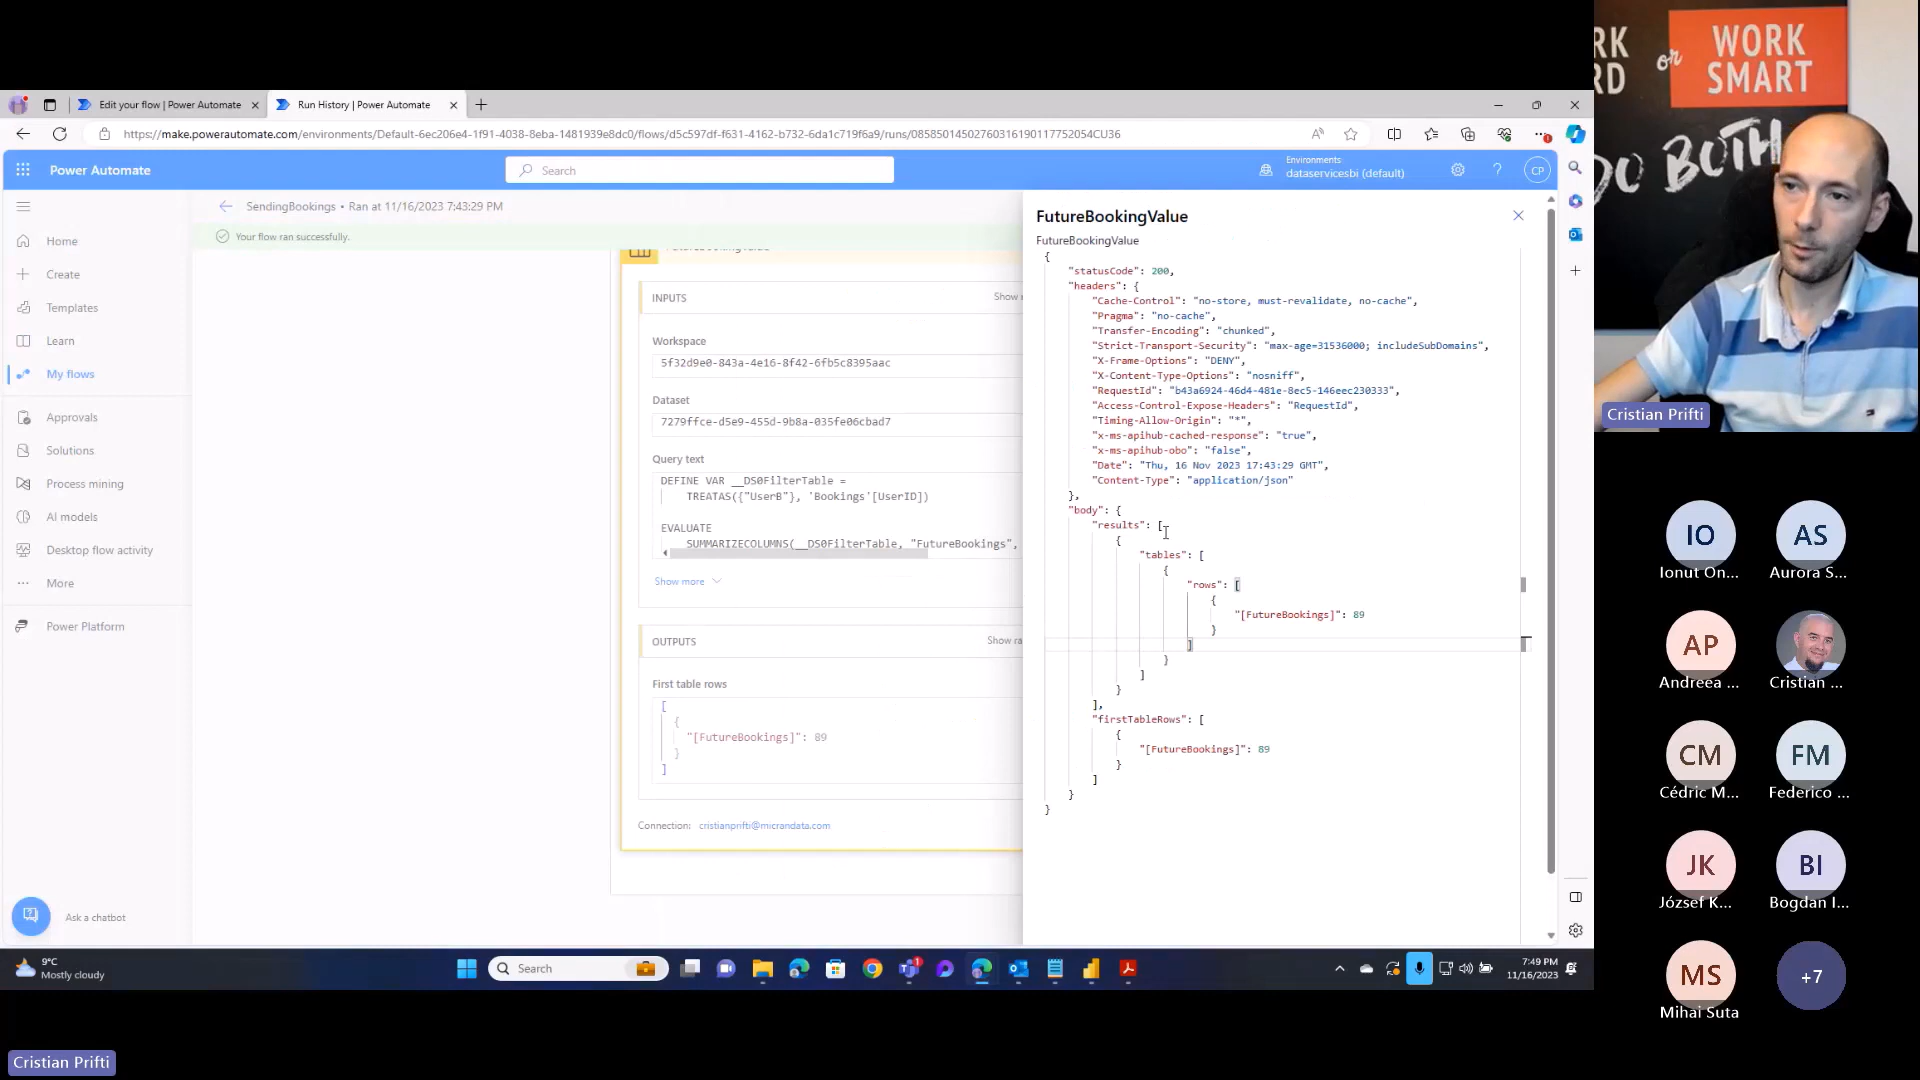 Edit your flow | Power Automate
Run History | Power Automate
https://make.powerautomate.com/environments/Default-6ec206e4-1f91-4038-8eba-1481939e8dc0/flows/d5c597df-f631-4162-b732-6da1c719f6a9/runs/08585014502760316190117752054CU36
Power Automate
Search
Environments
dataservicesbi (default)
CP
SendingBookings • Ran at 11/16/2023 7:43:29 PM
Your flow ran successfully.
Home
Create
Templates
Learn
My flows
Approvals
Solutions
Process mining
AI models
Desktop flow activity
More
Power Platform
Ask a chatbot
INPUTS
Workspace
5f32d9e0-843a-4e16-8f42-6fb5c8395aac
Dataset
7279ffce-d5e9-455d-9b8a-035fe06cbad7
Query text
DEFINE VAR __DS0FilterTable =
TREATAS({"UserB"}, 'Bookings'[UserID])
EVALUATE
SUMMARIZECOLUMNS(__DS0FilterTable, "FutureBookings",
Show more
OUTPUTS
First table rows
[
{
"[FutureBookings]": 89
}
]
Connection: cristianprifti@micrandata.com
FutureBookingValue
FutureBookingValue
{
"statusCode": 200,
"headers": {
"Cache-Control": "no-store, must-revalidate, no-cache",
"Pragma": "no-cache",
"Transfer-Encoding": "chunked",
"Strict-Transport-Security": "max-age=31536000; includeSubDomains",
"X-Frame-Options": "DENY",
"X-Content-Type-Options": "nosniff",
"RequestId": "b43a6924-46d4-481e-8ec5-146eec230333",
"Access-Control-Expose-Headers": "RequestId",
"Timing-Allow-Origin": "*",
"x-ms-apihub-cached-response": "true",
"x-ms-apihub-obo": "false",
"Date": "Thu, 16 Nov 2023 17:43:29 GMT",
"Content-Type": "application/json"
},
"body": {
"results": [
{
"tables": [
{
"rows": [
{
"[FutureBookings]": 89
}
]
}
]
}
],
"firstTableRows": [
{
"[FutureBookings]": 89
}
]
}
}
9°C
Mostly cloudy
Search
7:49 PM
11/16/2023
or
WORK
SMART
DO BOTH
Cristian Prifti
IO
Ionut On...
AS
Aurora S...
AP
Andreea ...
Cristian ...
CM
Cédric M...
FM
Federico ...
JK
József K...
BI
Bogdan I...
MS
Mihai Suta
+7
Cristian Prifti